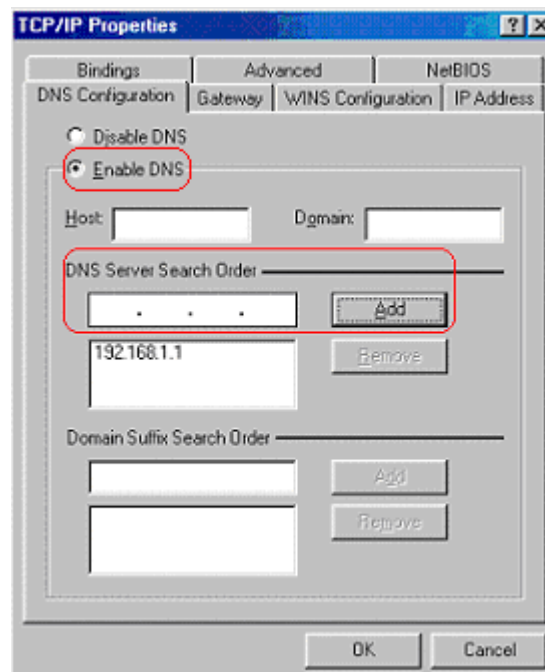 TCP/IP Properties
Bindings Advanced NetBIOS
DNS Configuration Gateway WINS Configuration IP Address
Disable DNS
Enable DNS
Host: Domain:
DNS Server Search Order
. . . Add
192.168.1.1 Remove
Domain Suffix Search Order
Add
Remove
OK Cancel